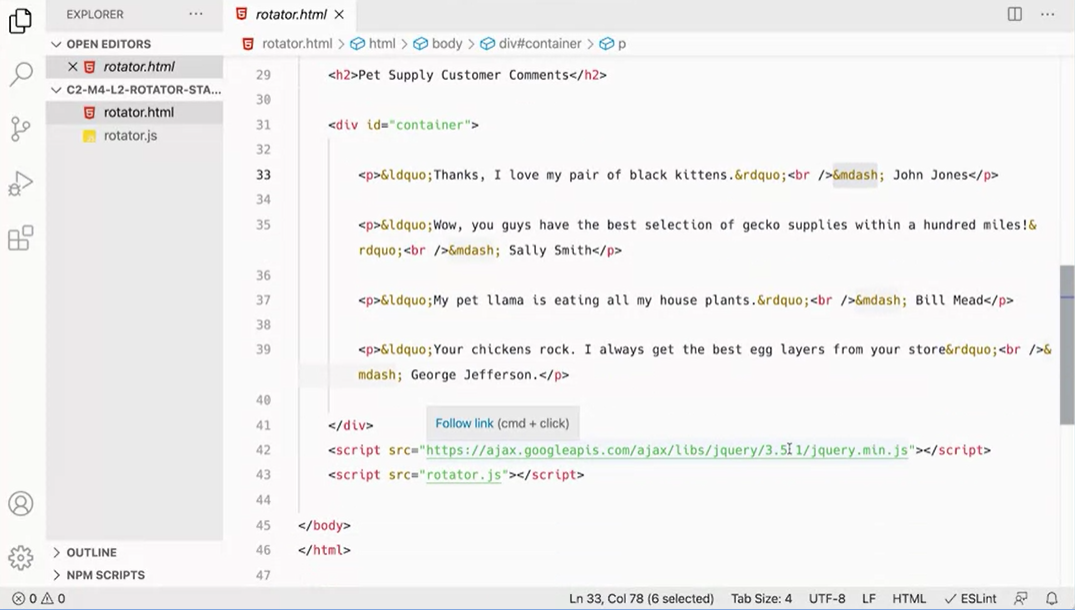 EXPLORER ···
rotator.html ×
···
OPEN EDITORS
× rotator.html
rotator.html > html > body > div#container > p
C2-M4-L2-ROTATOR-STA...
rotator.html
rotator.js
29 <h2>Pet Supply Customer Comments</h2>
30
31 <div id="container">
32
33 <p>&ldquo;Thanks, I love my pair of black kittens.&rdquo;<br />&mdash; John Jones</p>
34
35 <p>&ldquo;Wow, you guys have the best selection of gecko supplies within a hundred miles!&
rdquo;<br />&mdash; Sally Smith</p>
36
37 <p>&ldquo;My pet llama is eating all my house plants.&rdquo;<br />&mdash; Bill Mead</p>
38
39 <p>&ldquo;Your chickens rock. I always get the best egg layers from your store&rdquo;<br />&
mdash; George Jefferson.</p>
40
41 </div>
Follow link (cmd + click)
42 <script src="https://ajax.googleapis.com/ajax/libs/jquery/3.5.1/jquery.min.js"></script>
43 <script src="rotator.js"></script>
44
45 </body>
46 </html>
47
OUTLINE
NPM SCRIPTS
0 0
Ln 33, Col 78 (6 selected) Tab Size: 4 UTF-8 LF HTML ESLint